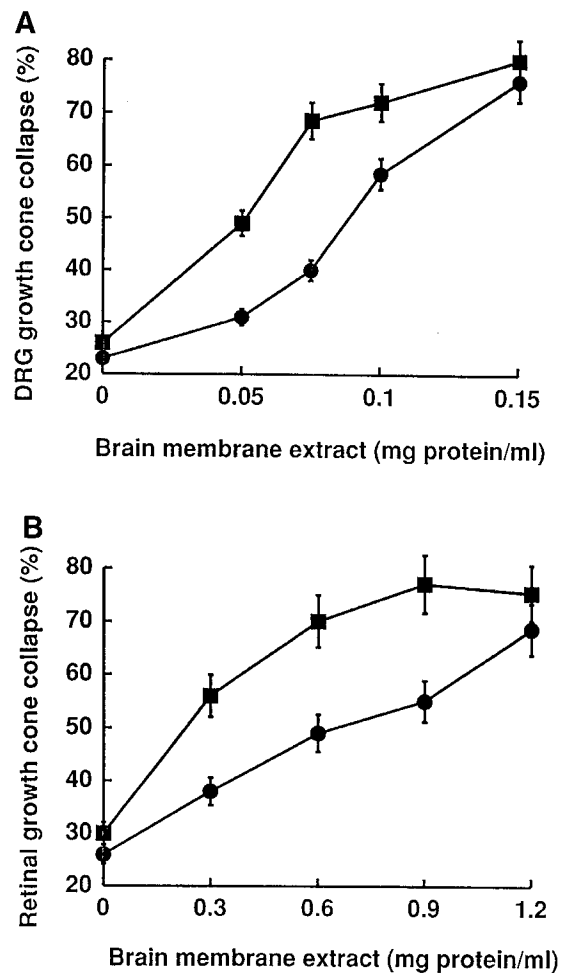 A
DRG growth cone collapse (%)
80
70
60
50
40
30
20
0 0.05 0.1 0.15
Brain membrane extract (mg protein/ml)
B
Retinal growth cone collapse (%)
80
70
60
50
40
30
20
0 0.3 0.6 0.9 1.2
Brain membrane extract (mg protein/ml)